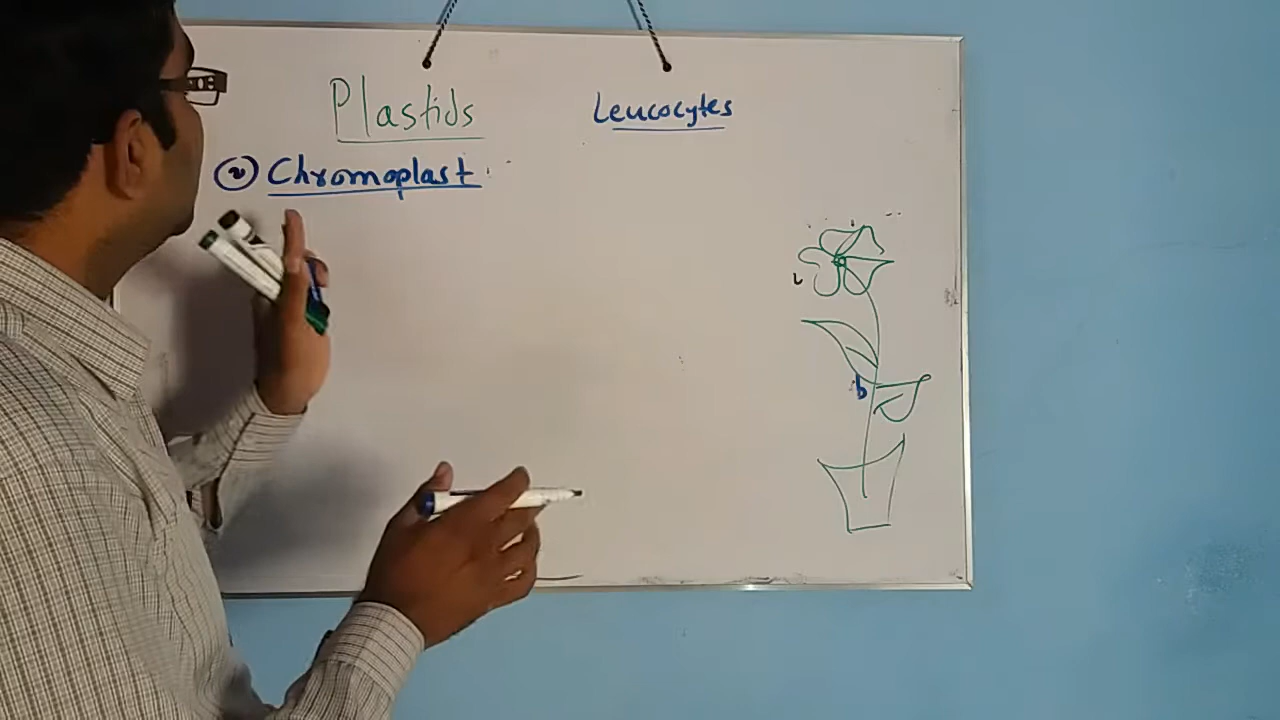 Plastids
Leucocytes
② Chromoplast
b